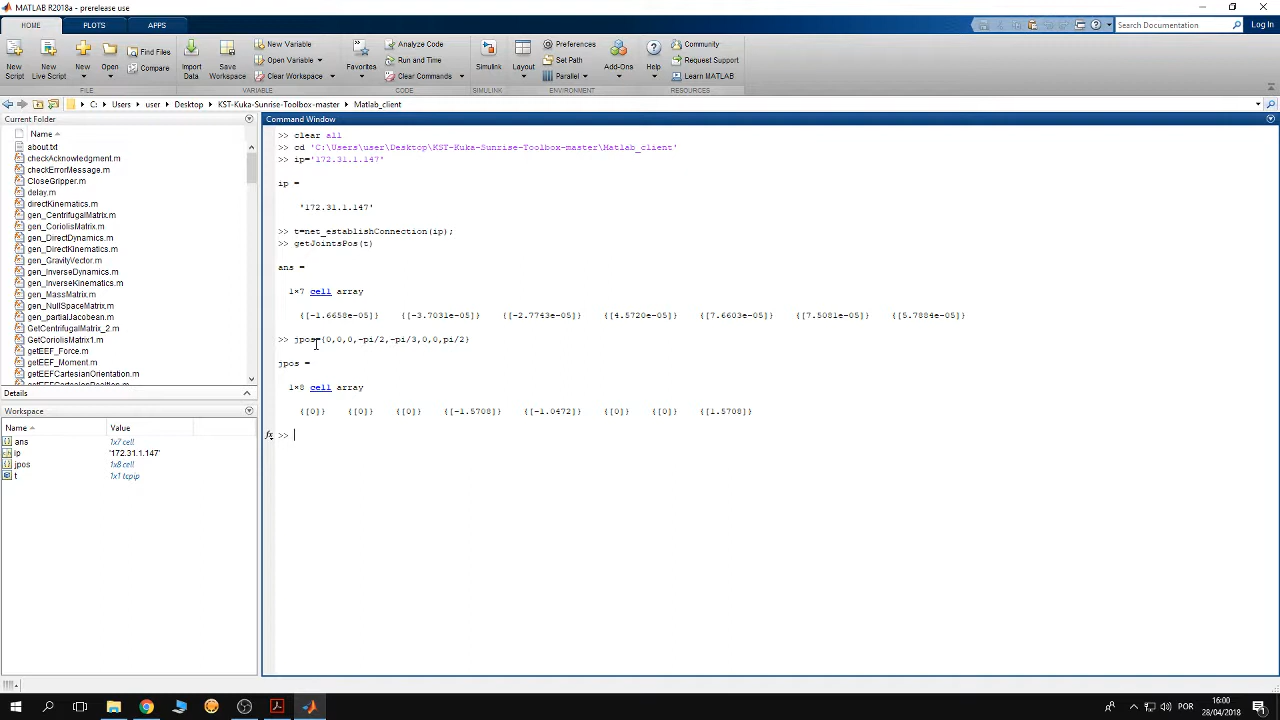 MATLAB R2018a - prerelease use
HOME PLOTS APPS
Search Documentation
Log In
New Script
New Live Script
New
Open
Find Files
Compare
FILE
Import Data
Save Workspace
New Variable
Open Variable
Clear Workspace
VARIABLE
Favorites
Analyze Code
Run and Time
Clear Commands
CODE
Simulink
SIMULINK
Layout
Preferences
Set Path
Parallel
ENVIRONMENT
Add-Ons
Help
Community
Request Support
Learn MATLAB
RESOURCES
C: Users user Desktop KST-Kuka-Sunrise-Toolbox-master Matlab_client
Current Folder
Name
about.txt
checkAcknowledgment.m
checkErrorMessage.m
CloseGripper.m
delay.m
directKinematics.m
gen_CentrifugalMatrix.m
gen_CoriolisMatrix.m
gen_DirectDynamics.m
gen_DirectKinematics.m
gen_GravityVector.m
gen_InverseDynamics.m
gen_InverseKinematics.m
gen_MassMatrix.m
gen_NullSpaceMatrix.m
gen_partialJacobean.m
GetCentrifugalMatrix_2.m
GetCoriolisMatrix1.m
getEEF_Force.m
getEEF_Moment.m
getEEFCartesianOrientation.m
getEEFCartesianPosition.m
Details
Workspace
Name Value
ans 1x7 cell
ip '172.31.1.147'
jpos 1x8 cell
t 1x1 tcpip
Command Window
>> clear all
>> cd 'C:\Users\user\Desktop\KST-Kuka-Sunrise-Toolbox-master\Matlab_client'
>> ip='172.31.1.147'
ip =
'172.31.1.147'
>> t=net_establishConnection(ip);
>> getJointsPos(t)
ans =
1×7 cell array
{[-1.6658e-05]} {[-3.7031e-05]} {[-2.7743e-05]} {[4.5720e-05]} {[7.6603e-05]} {[7.5081e-05]} {[5.7884e-05]}
>> jpos={0,0,0,-pi/2,-pi/3,0,0,pi/2}
jpos =
1×8 cell array
{[0]} {[0]} {[0]} {[-1.5708]} {[-1.0472]} {[0]} {[0]} {[1.5708]}
fx >>
POR
16:00
28/04/2018